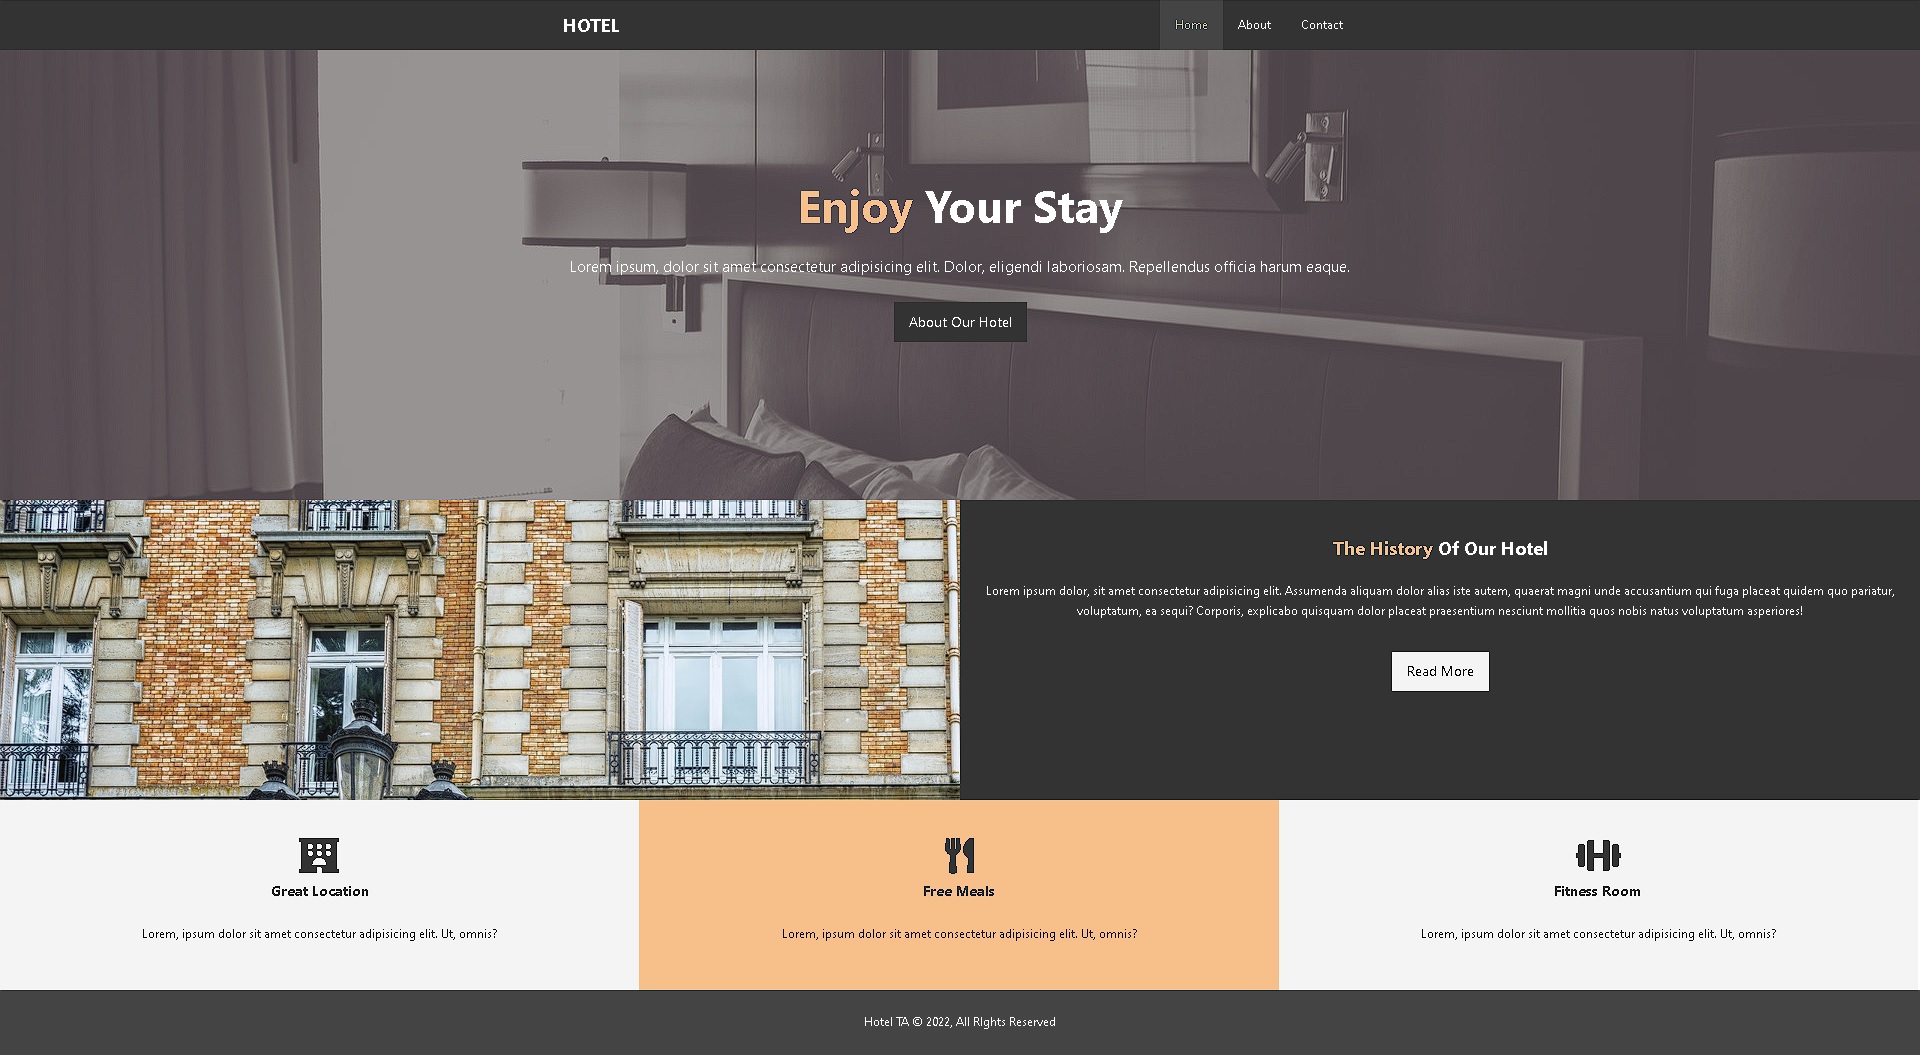 HOTEL
Home About Contact
Enjoy Your Stay
Lorem ipsum, dolor sit amet consectetur adipisicing elit. Dolor, eligendi laboriosam. Repellendus officia harum eaque.
About Our Hotel
The History Of Our Hotel
Lorem ipsum dolor, sit amet consectetur adipisicing elit. Assumenda aliquam dolor alias iste autem, quaerat magni unde accusantium qui fuga placeat quidem quo pariatur,
voluptatum, ea sequi? Corporis, explicabo quisquam dolor placeat praesentium nesciunt mollitia quos nobis natus voluptatum asperiores!
Read More
Great Location
Lorem, ipsum dolor sit amet consectetur adipisicing elit. Ut, omnis?
Free Meals
Lorem, ipsum dolor sit amet consectetur adipisicing elit. Ut, omnis?
Fitness Room
Lorem, ipsum dolor sit amet consectetur adipisicing elit. Ut, omnis?
Hotel TA © 2022, All RIghts Reserved